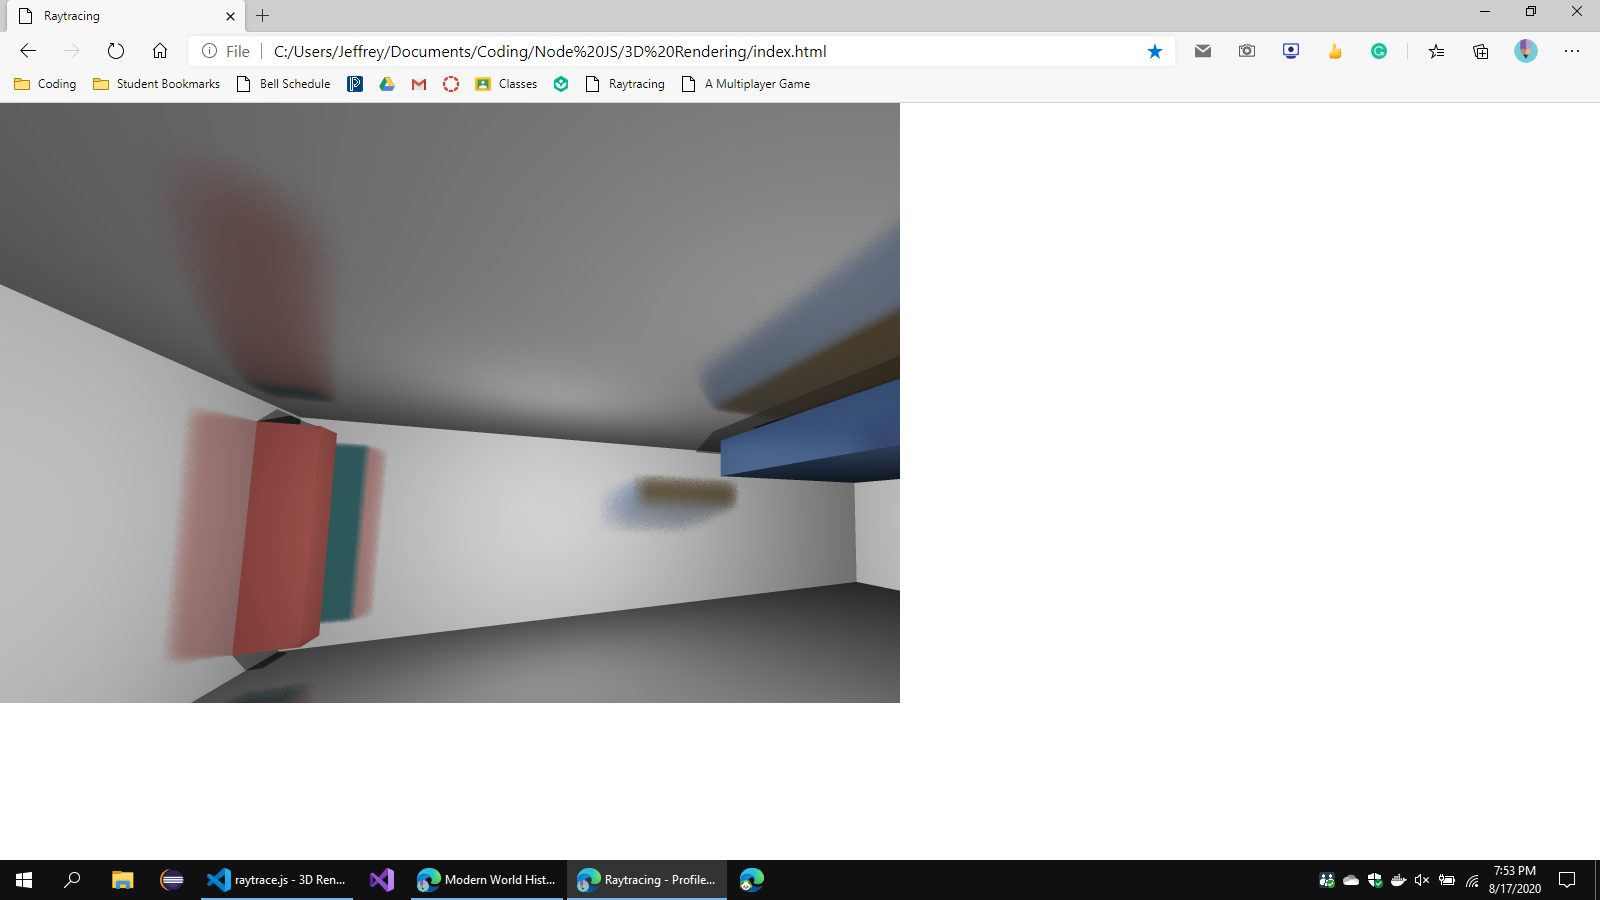 Raytracing
File C:/Users/Jeffrey/Documents/Coding/Node%20JS/3D%20Rendering/index.html
Coding Student Bookmarks Bell Schedule Classes Raytracing A Multiplayer Game
raytrace.js - 3D Ren... Modern World Hist... Raytracing - Profile... 7:53 PM
8/17/2020